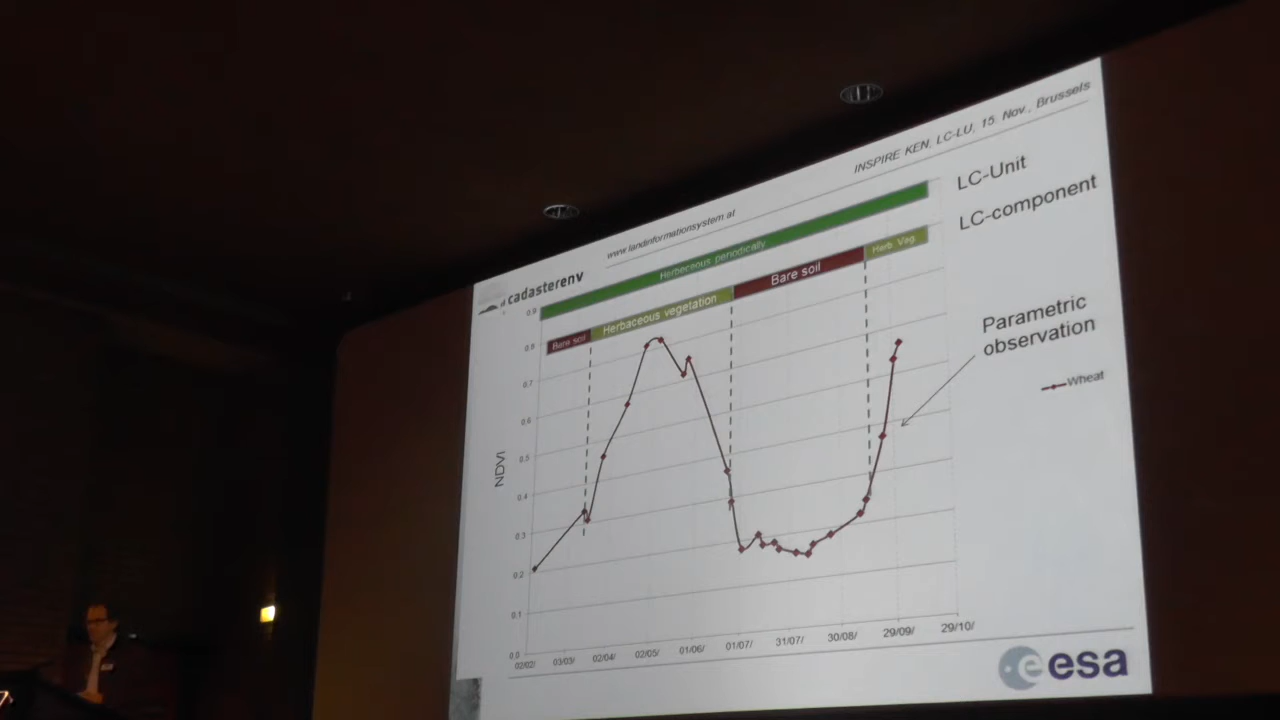 INSPIRE KEN, LC-LU, 15. Nov., Brussels
www.landinformationsystem.at
cadasterenv
LC-Unit
LC-component
Herbaceous periodically
Bare soil
Herbaceous vegetation
Bare soil
Herb. Veg.
Parametric
observation
Wheat
NDVI
0.9
0.8
0.7
0.6
0.5
0.4
0.3
0.2
0.1
0.0
02/02/ 03/03/ 02/04/ 02/05/ 01/06/ 01/07/ 31/07/ 30/08/ 29/09/ 29/10/
esa